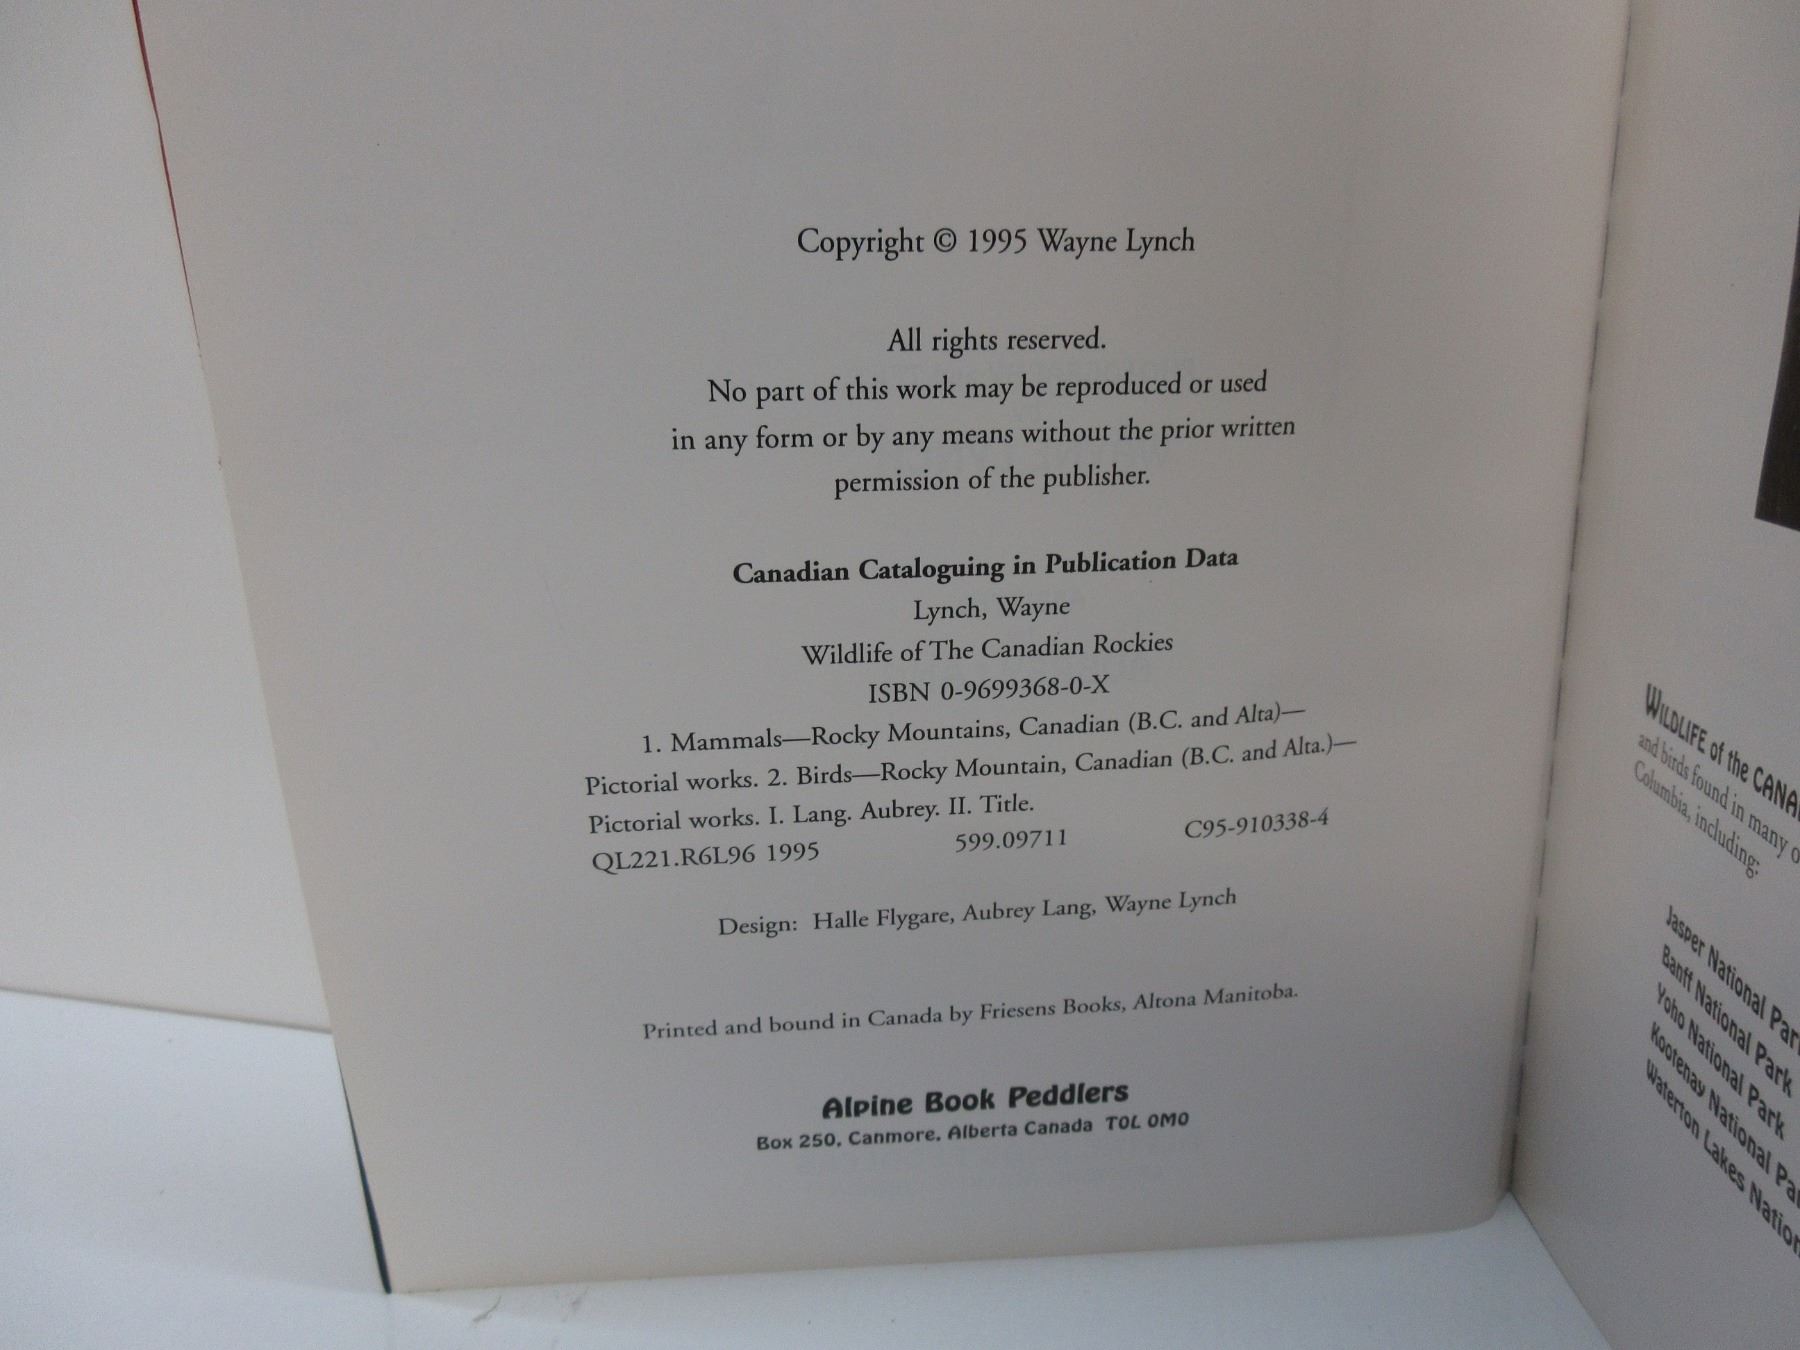 Copyright © 1995 Wayne Lynch
All rights reserved.
No part of this work may be reproduced or used
in any form or by any means without the prior written
permission of the publisher.
Canadian Cataloguing in Publication Data
Lynch, Wayne
Wildlife of The Canadian Rockies
ISBN 0-9699368-0-X
1. Mammals—Rocky Mountains, Canadian (B.C. and Alta)—
Pictorial works. 2. Birds—Rocky Mountain, Canadian (B.C. and Alta.)—
Pictorial works. I. Lang. Aubrey. II. Title.
QL221.R6L96 1995 599.09711 C95-910338-4
Design: Halle Flygare, Aubrey Lang, Wayne Lynch
Printed and bound in Canada by Friesens Books, Altona Manitoba.
Alpine Book Peddlers
Box 250, Canmore, Alberta Canada T0L 0M0
WILDLIFE of the
and birds found in many
Columbia, including:
Jasper National
Banff National Park
Yoho National Park
Kootenay National
Waterton Lakes